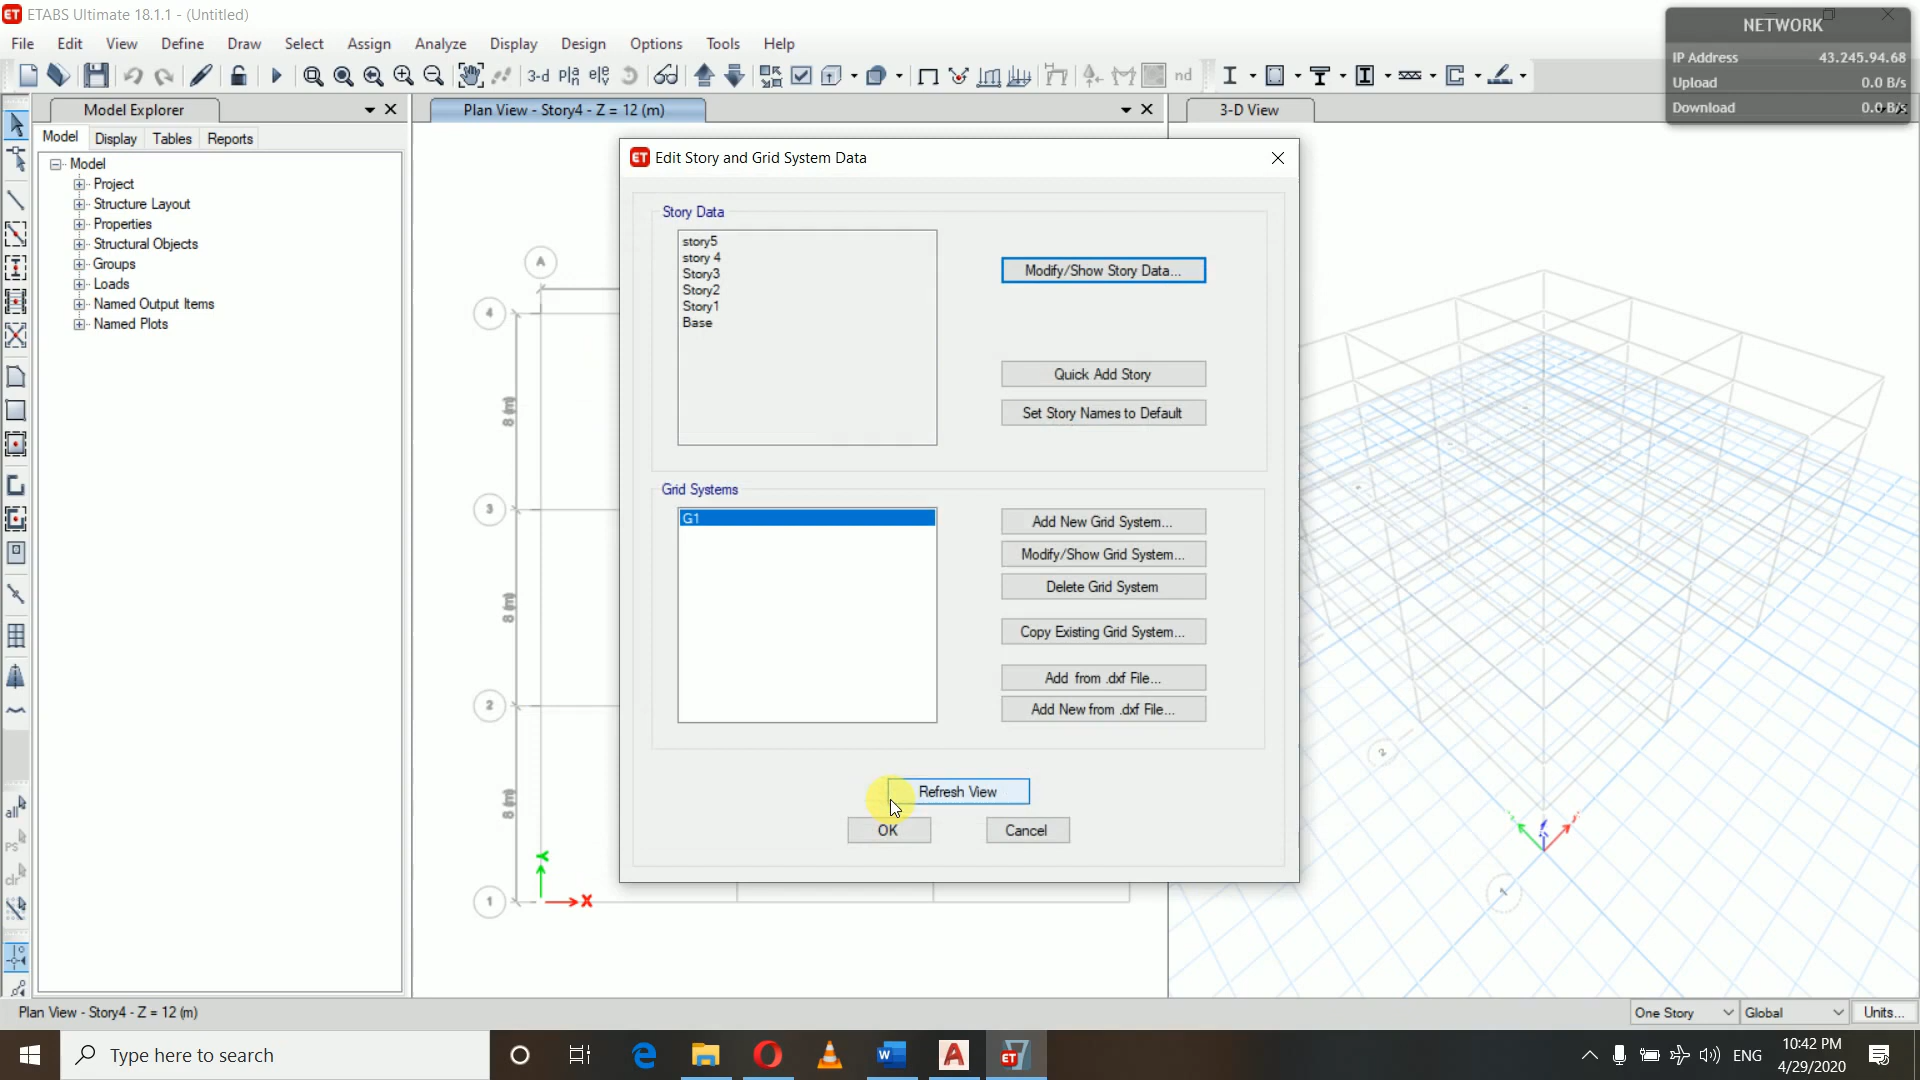 ETABS Ultimate 18.1.1 - (Untitled)
File Edit View Define Draw Select Assign Analyze Display Design Options Tools Help
NETWORK
IP Address 43.245.94.68
Upload 0.0 B/s
Download 0.0 B/s
3-d
nd
Model Explorer
Plan View - Story4 - Z = 12 (m)
3-D View
Model Display Tables Reports
Model
Project
Structure Layout
Properties
Structural Objects
Groups
Loads
Named Output Items
Named Plots
all
PS
clr
A
4
3
2
1
8 (m)
8 (m)
8 (m)
Y
X
Edit Story and Grid System Data
Story Data
story5
story 4
Story3
Story2
Story1
Base
Modify/Show Story Data...
Quick Add Story
Set Story Names to Default
Grid Systems
G1
Add New Grid System...
Modify/Show Grid System...
Delete Grid System
Copy Existing Grid System...
Add from .dxf File...
Add New from .dxf File...
Refresh View
OK
Cancel
2
Plan View - Story4 - Z = 12 (m)
One Story
Global
Units...
Type here to search
ENG
10:42 PM
4/29/2020